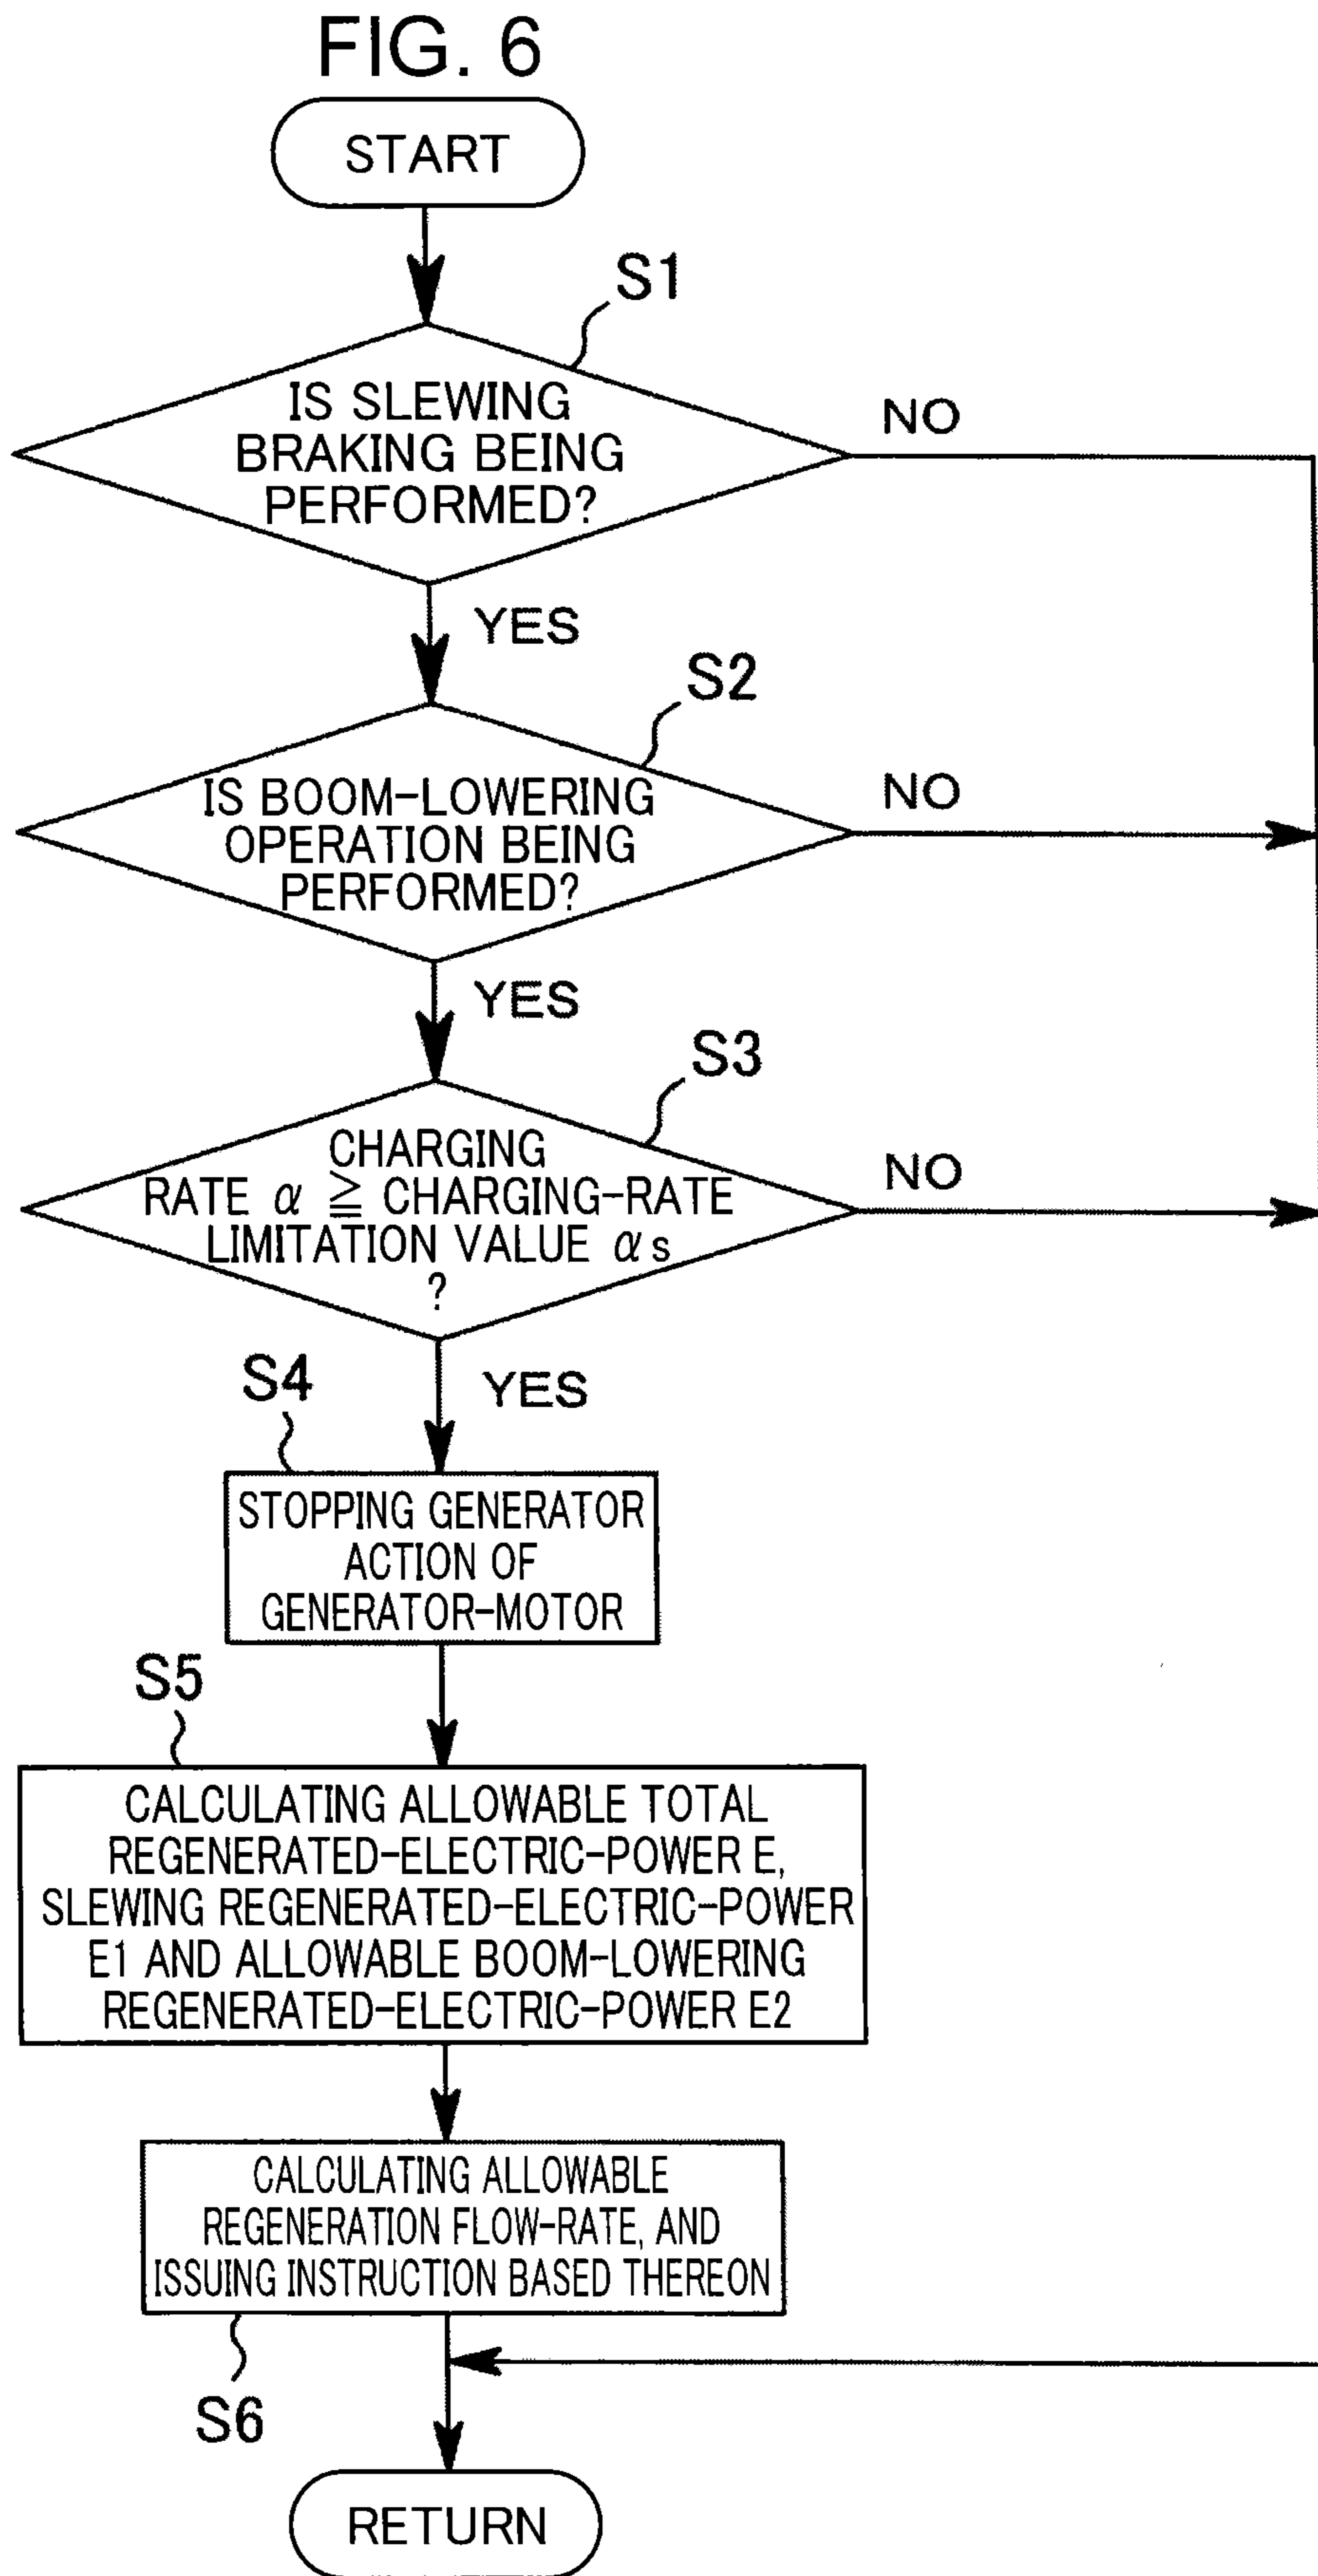 FIG. 6
START
S1
IS SLEWING
BRAKING BEING
PERFORMED?
NO
YES
S2
IS BOOM-LOWERING
OPERATION BEING
PERFORMED?
NO
YES
S3
CHARGING
RATE α ≧ CHARGING-RATE
LIMITATION VALUE αs
?
NO
YES
S4
STOPPING GENERATOR
ACTION OF
GENERATOR-MOTOR
S5
CALCULATING ALLOWABLE TOTAL
REGENERATED-ELECTRIC-POWER E,
SLEWING REGENERATED-ELECTRIC-POWER
E1 AND ALLOWABLE BOOM-LOWERING
REGENERATED-ELECTRIC-POWER E2
CALCULATING ALLOWABLE
REGENERATION FLOW-RATE, AND
ISSUING INSTRUCTION BASED THEREON
S6
RETURN